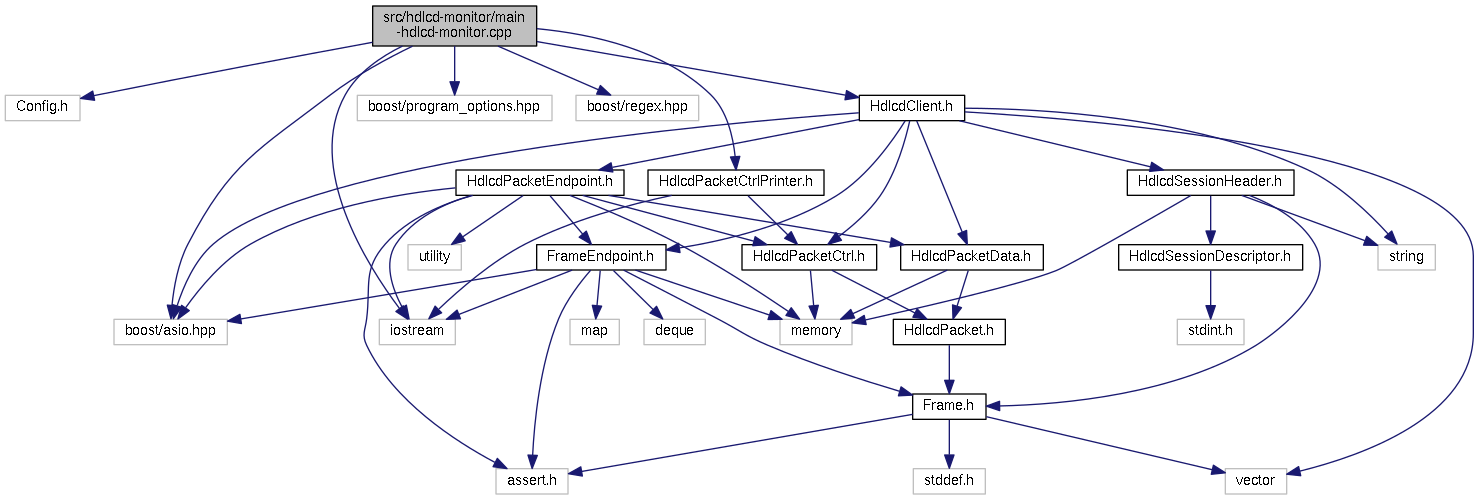 src/hdlcd-monitor/main
-hdlcd-monitor.cpp
Config.h
boost/program_options.hpp
boost/regex.hpp
HdlcdClient.h
HdlcdPacketEndpoint.h
HdlcdPacketCtrlPrinter.h
HdlcdSessionHeader.h
utility
FrameEndpoint.h
HdlcdPacketCtrl.h
HdlcdPacketData.h
HdlcdSessionDescriptor.h
string
boost/asio.hpp
iostream
map
deque
memory
HdlcdPacket.h
stdint.h
Frame.h
assert.h
stddef.h
vector